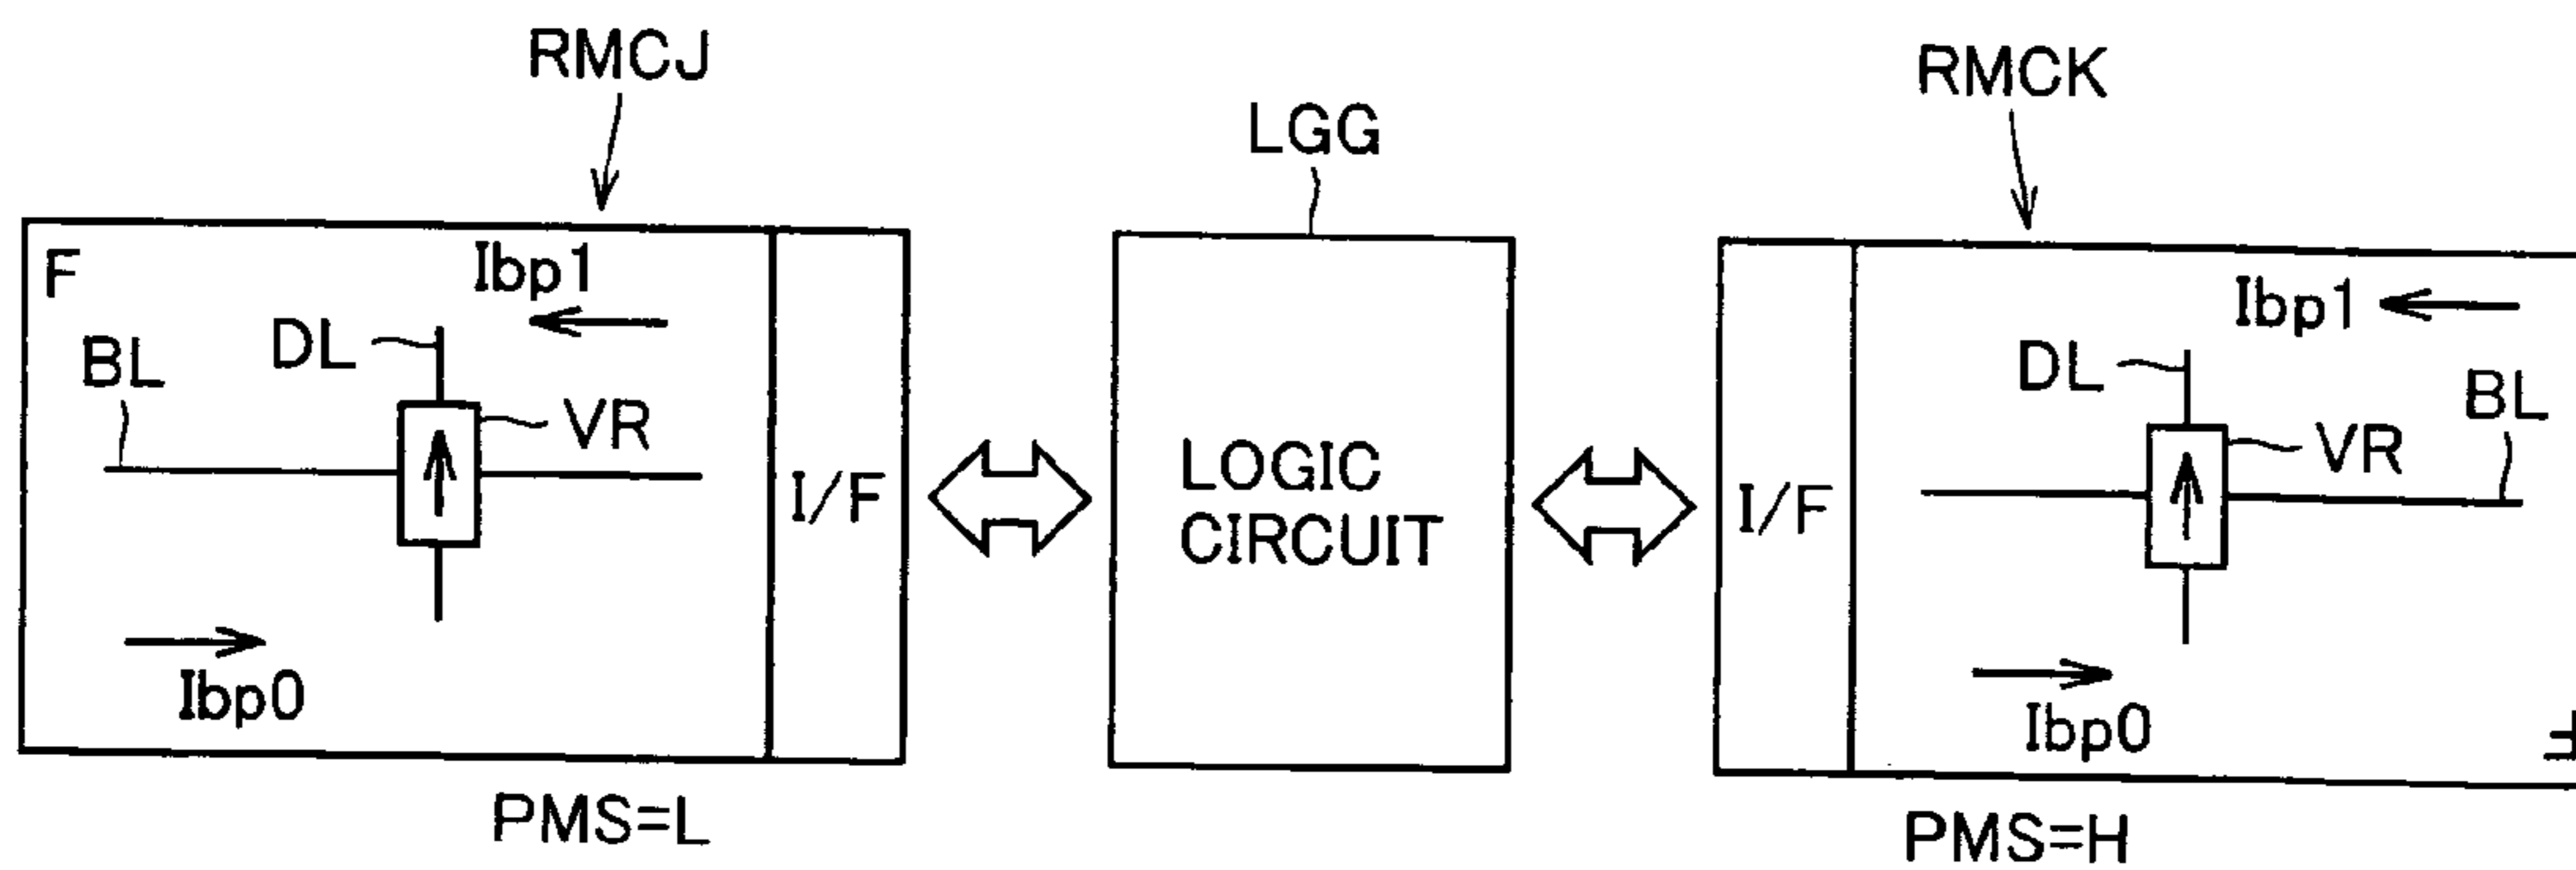 RMCJ
LGG
RMCK
F
Ibp1
DL
BL
VR
I/F
Ibp0
PMS=L
LOGIC
CIRCUIT
Ibp1
DL
BL
VR
I/F
Ibp0
F
PMS=H